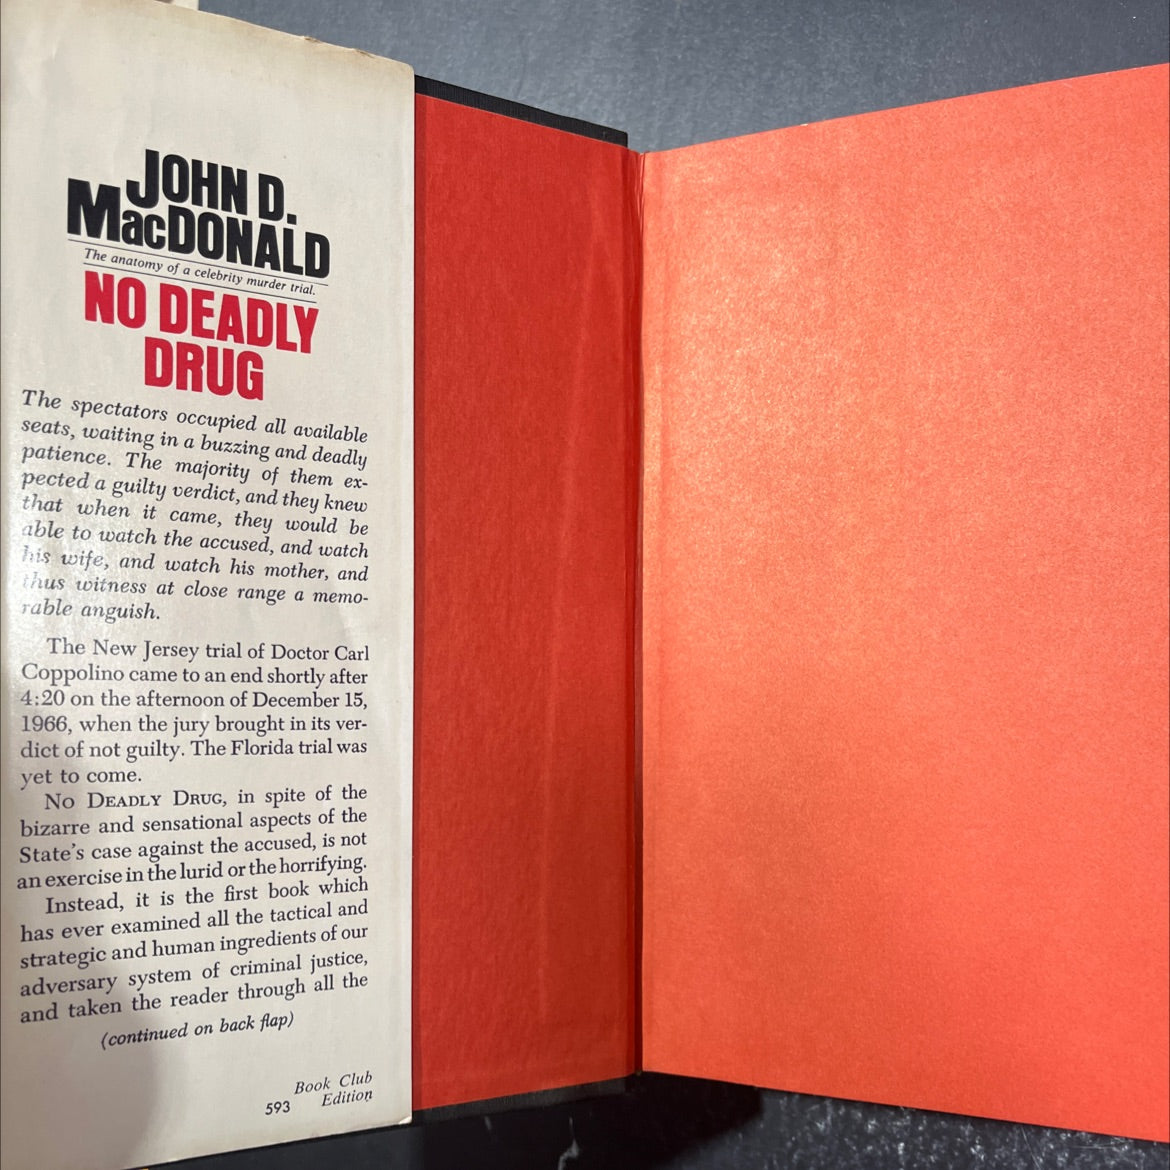 JOHN D.
MacDONALD
The anatomy of a celebrity murder trial.
NO DEADLY
DRUG
The spectators occupied all available
seats, waiting in a buzzing and deadly
patience. The majority of them ex-
pected a guilty verdict, and they knew
that when it came, they would be
able to watch the accused, and watch
his wife, and watch his mother, and
thus witness at close range a memo-
rable anguish.
The New Jersey trial of Doctor Carl
Coppolino came to an end shortly after
4:20 on the afternoon of December 15,
1966, when the jury brought in its ver-
dict of not guilty. The Florida trial was
yet to come.
No Deadly Drug, in spite of the
bizarre and sensational aspects of the
State's case against the accused, is not
an exercise in the lurid or the horrifying.
Instead, it is the first book which
has ever examined all the tactical and
strategic and human ingredients of our
adversary system of criminal justice,
and taken the reader through all the
(continued on back flap)
Book Club
593 Edition